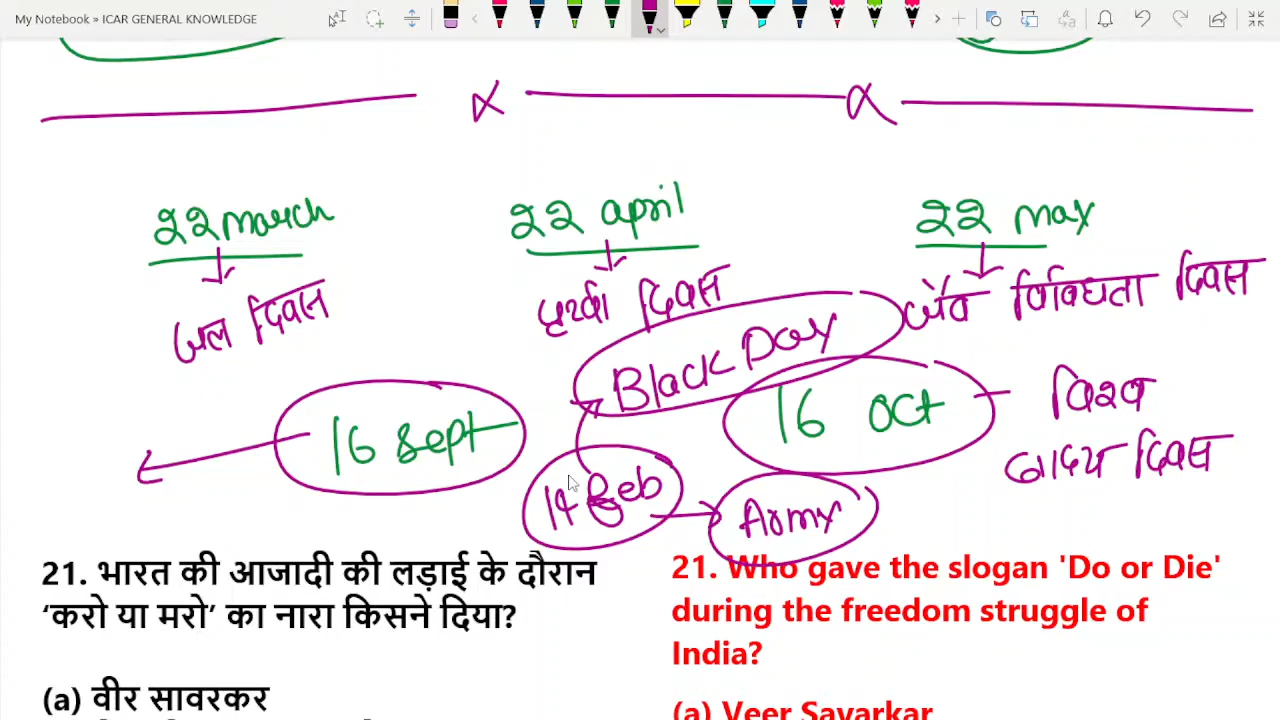 My Notebook » ICAR GENERAL KNOWLEDGE
22 march
22 april
22 may
जल दिवस
पृथ्वी दिवस
जैव विविधता दिवस
Black Day
16 Sept
16 Oct
विश्व
खाद्य दिवस
14 Feb
Army
21. भारत की आजादी की लड़ाई के दौरान
‘करो या मरो’ का नारा किसने दिया?
(a) वीर सावरकर
21. Who gave the slogan 'Do or Die'
during the freedom struggle of
India?
(a) Veer Savarkar